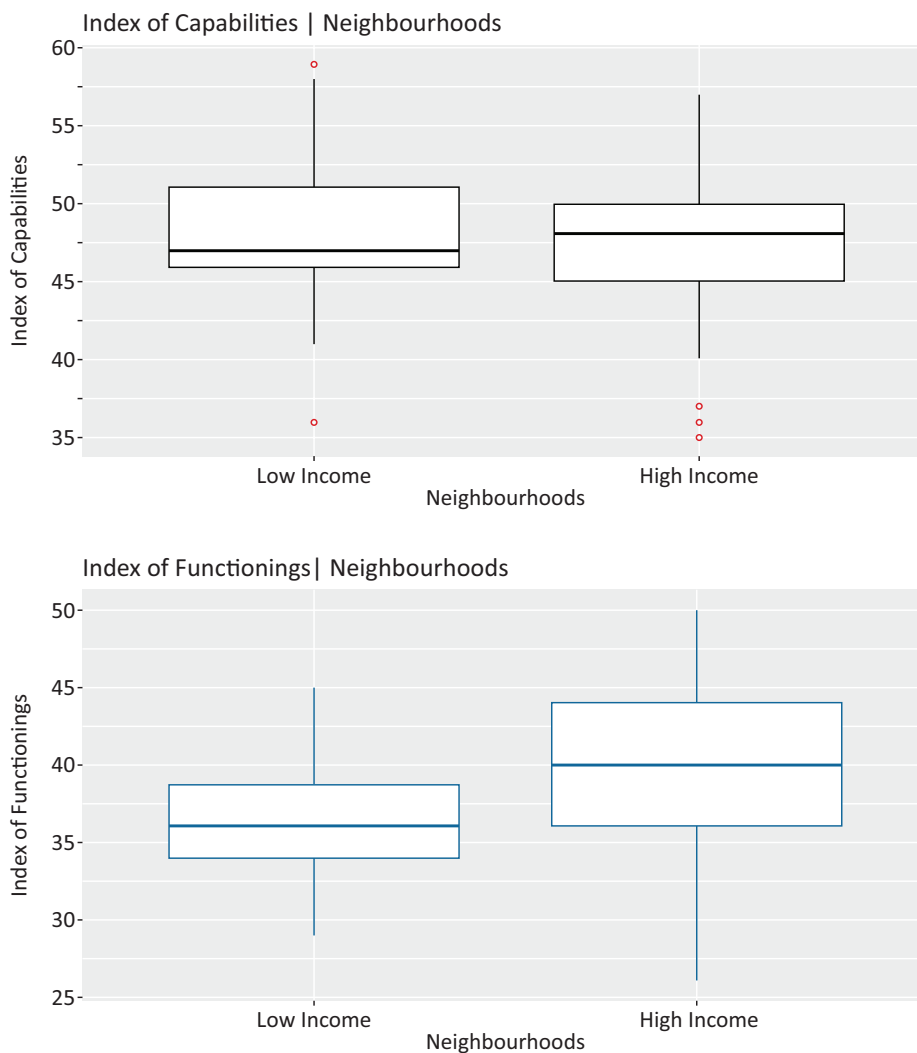 Index of Capabilities | Neighbourhoods
60
55
50
45
40
35
Index of Capabilities
Low Income
High Income
Neighbourhoods
Index of Functionings| Neighbourhoods
50
45
40
35
30
25
Index of Functionings
Low Income
High Income
Neighbourhoods